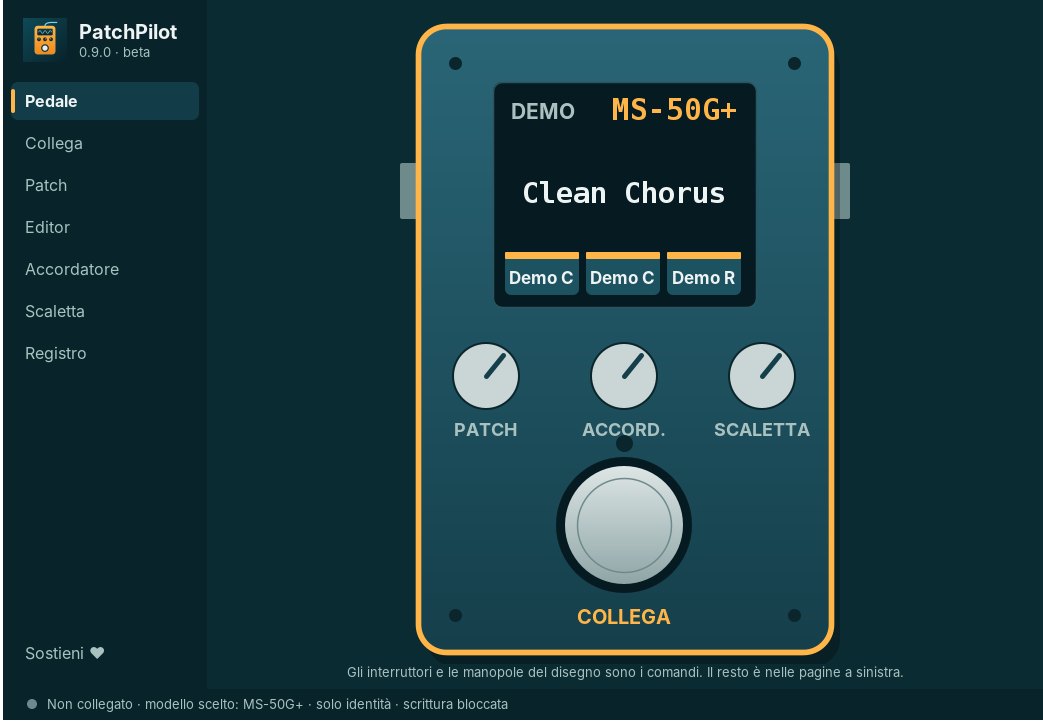 PatchPilot
0.9.0 · beta
Pedale
Collega
Patch
Editor
Accordatore
Scaletta
Registro
Sostieni ♥
DEMO MS-50G+
Clean Chorus
Demo C Demo C Demo R
PATCH ACCORD. SCALETTA
COLLEGA
Gli interruttori e le manopole del disegno sono i comandi. Il resto è nelle pagine a sinistra.
Non collegato · modello scelto: MS-50G+ · solo identità · scrittura bloccata